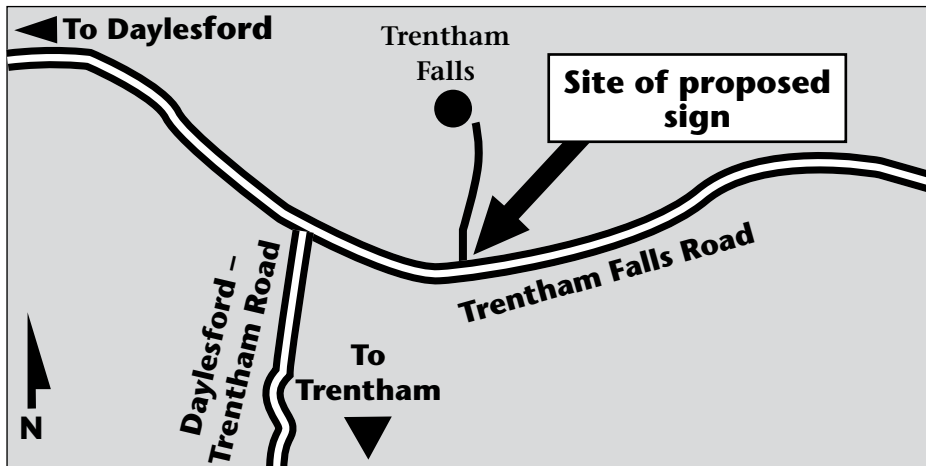 To Daylesford
Trentham
Falls
Site of proposed
sign
Trentham Falls Road
Daylesford –
Trentham Road
To
Trentham
N